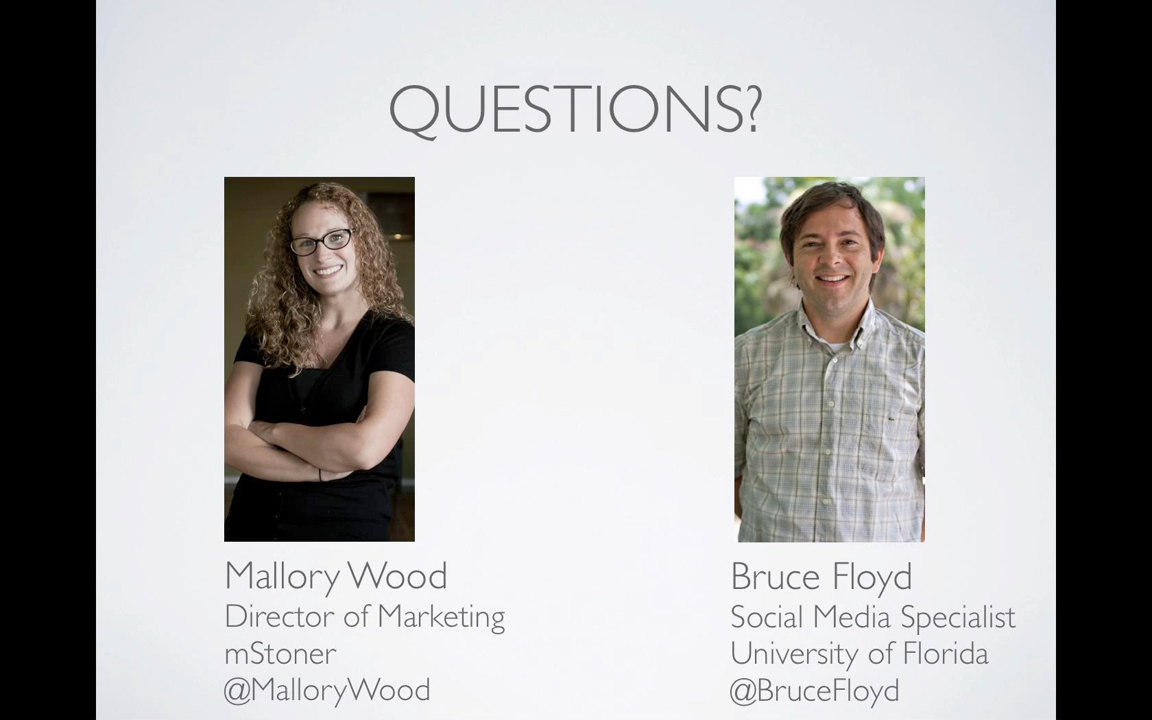 QUESTIONS?
Mallory Wood
Director of Marketing
mStoner
@MalloryWood
Bruce Floyd
Social Media Specialist
University of Florida
@BruceFloyd